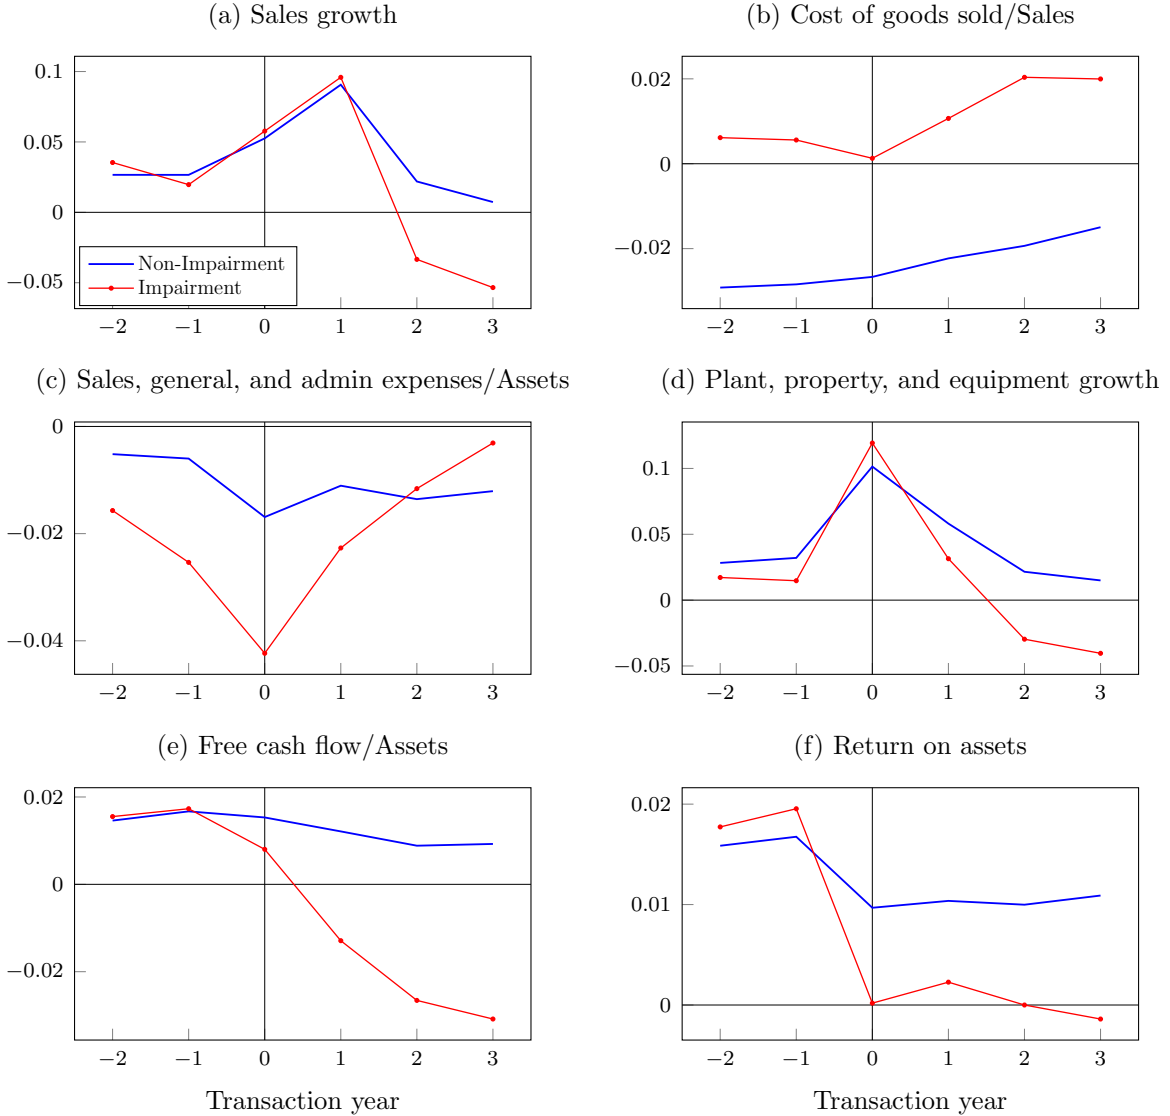 (a) Sales growth
0.1
0.05
0
−0.05
Non-Impairment
Impairment
−2 −1 0 1 2 3
(b) Cost of goods sold/Sales
0.02
0
−0.02
−2 −1 0 1 2 3
(c) Sales, general, and admin expenses/Assets
0
−0.02
−0.04
−2 −1 0 1 2 3
(d) Plant, property, and equipment growth
0.1
0.05
0
−0.05
−2 −1 0 1 2 3
(e) Free cash flow/Assets
0.02
0
−0.02
−2 −1 0 1 2 3
Transaction year
(f) Return on assets
0.02
0.01
0
−2 −1 0 1 2 3
Transaction year